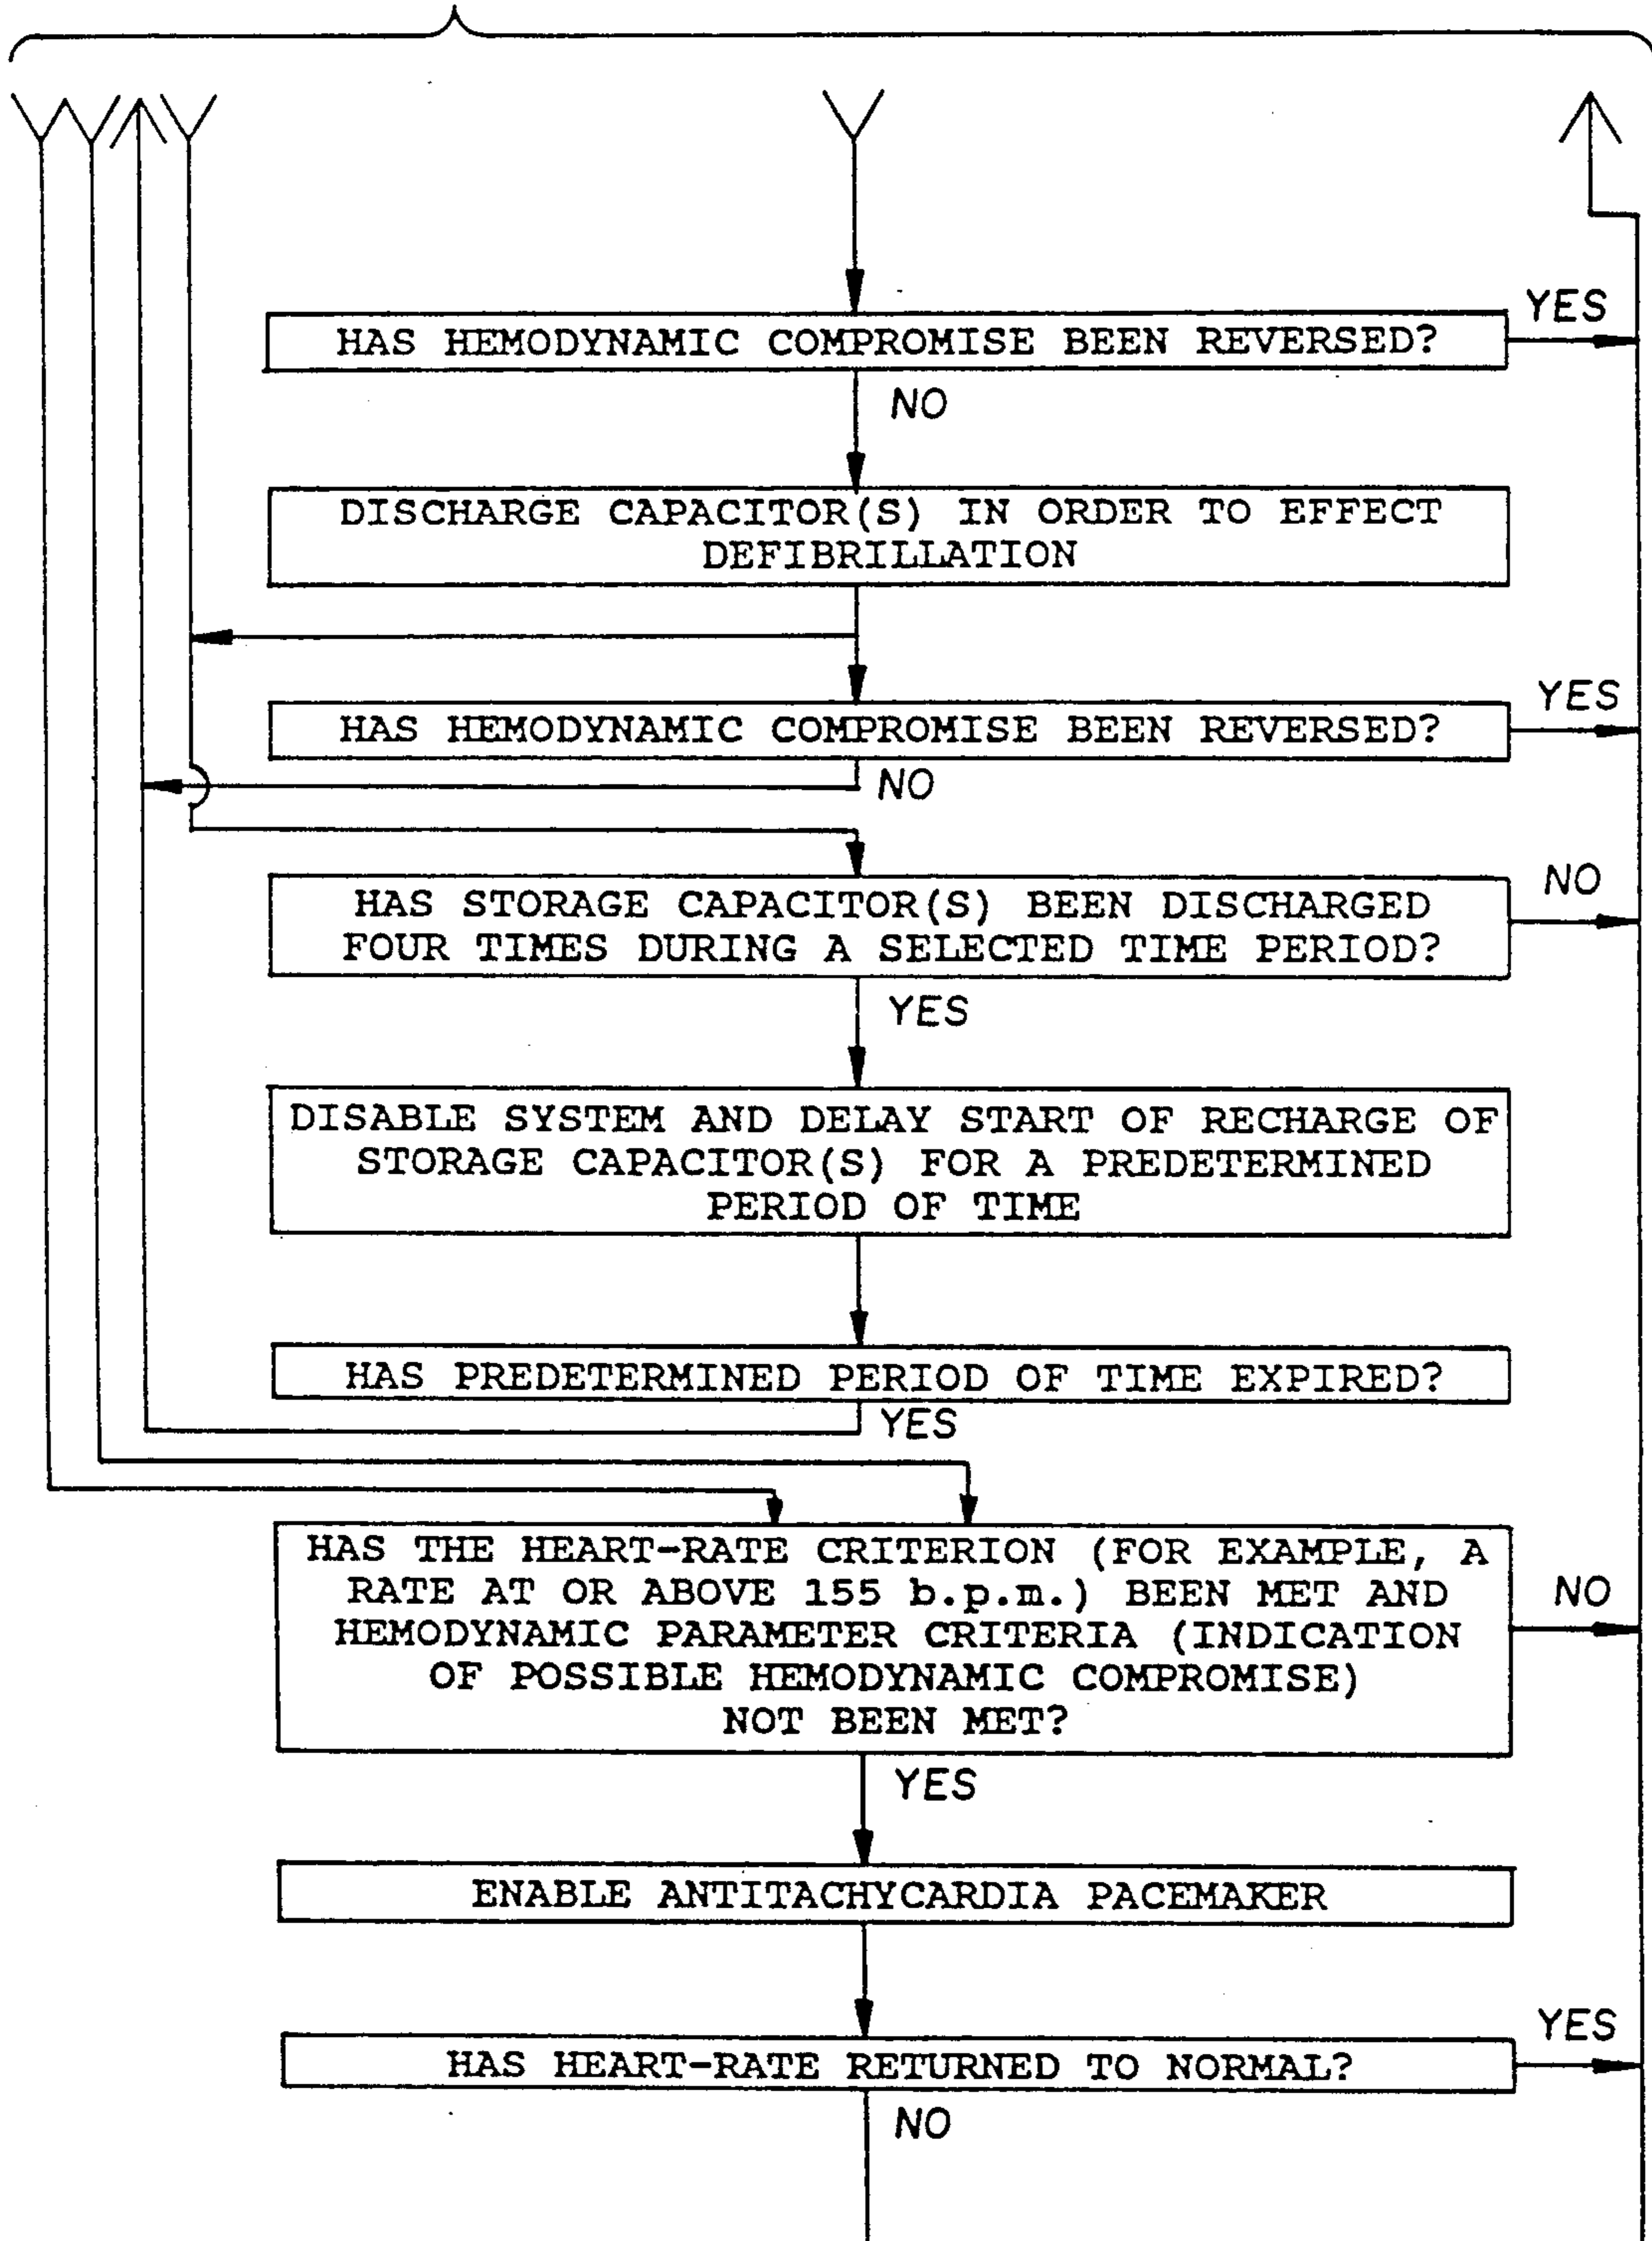 YES
HAS HEMODYNAMIC COMPROMISE BEEN REVERSED?
NO
DISCHARGE CAPACITOR(S) IN ORDER TO EFFECT
DEFIBRILLATION
YES
HAS HEMODYNAMIC COMPROMISE BEEN REVERSED?
NO
NO
HAS STORAGE CAPACITOR(S) BEEN DISCHARGED
FOUR TIMES DURING A SELECTED TIME PERIOD?
YES
DISABLE SYSTEM AND DELAY START OF RECHARGE OF
STORAGE CAPACITOR(S) FOR A PREDETERMINED
PERIOD OF TIME
HAS PREDETERMINED PERIOD OF TIME EXPIRED?
YES
HAS THE HEART-RATE CRITERION (FOR EXAMPLE, A
RATE AT OR ABOVE 155 b.p.m.) BEEN MET AND
HEMODYNAMIC PARAMETER CRITERIA (INDICATION
OF POSSIBLE HEMODYNAMIC COMPROMISE)
NOT BEEN MET?
NO
YES
ENABLE ANTITACHYCARDIA PACEMAKER
YES
HAS HEART-RATE RETURNED TO NORMAL?
NO